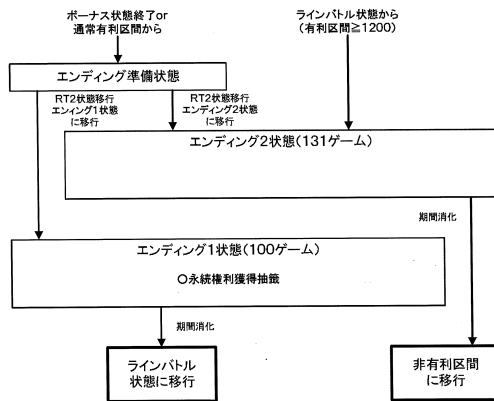 ボーナス状態終了or
通常有利区間から
ラインバトル状態から
(有利区間≧1200)
エンディング準備状態
RT2状態移行
エンィング1状態
に移行
RT2状態移行
エンディング2状態
に移行
エンディング2状態(131ゲーム)
期間消化
エンディング1状態(100ゲーム)
○永続権利獲得抽籤
期間消化
ラインバトル
状態に移行
非有利区間
に移行